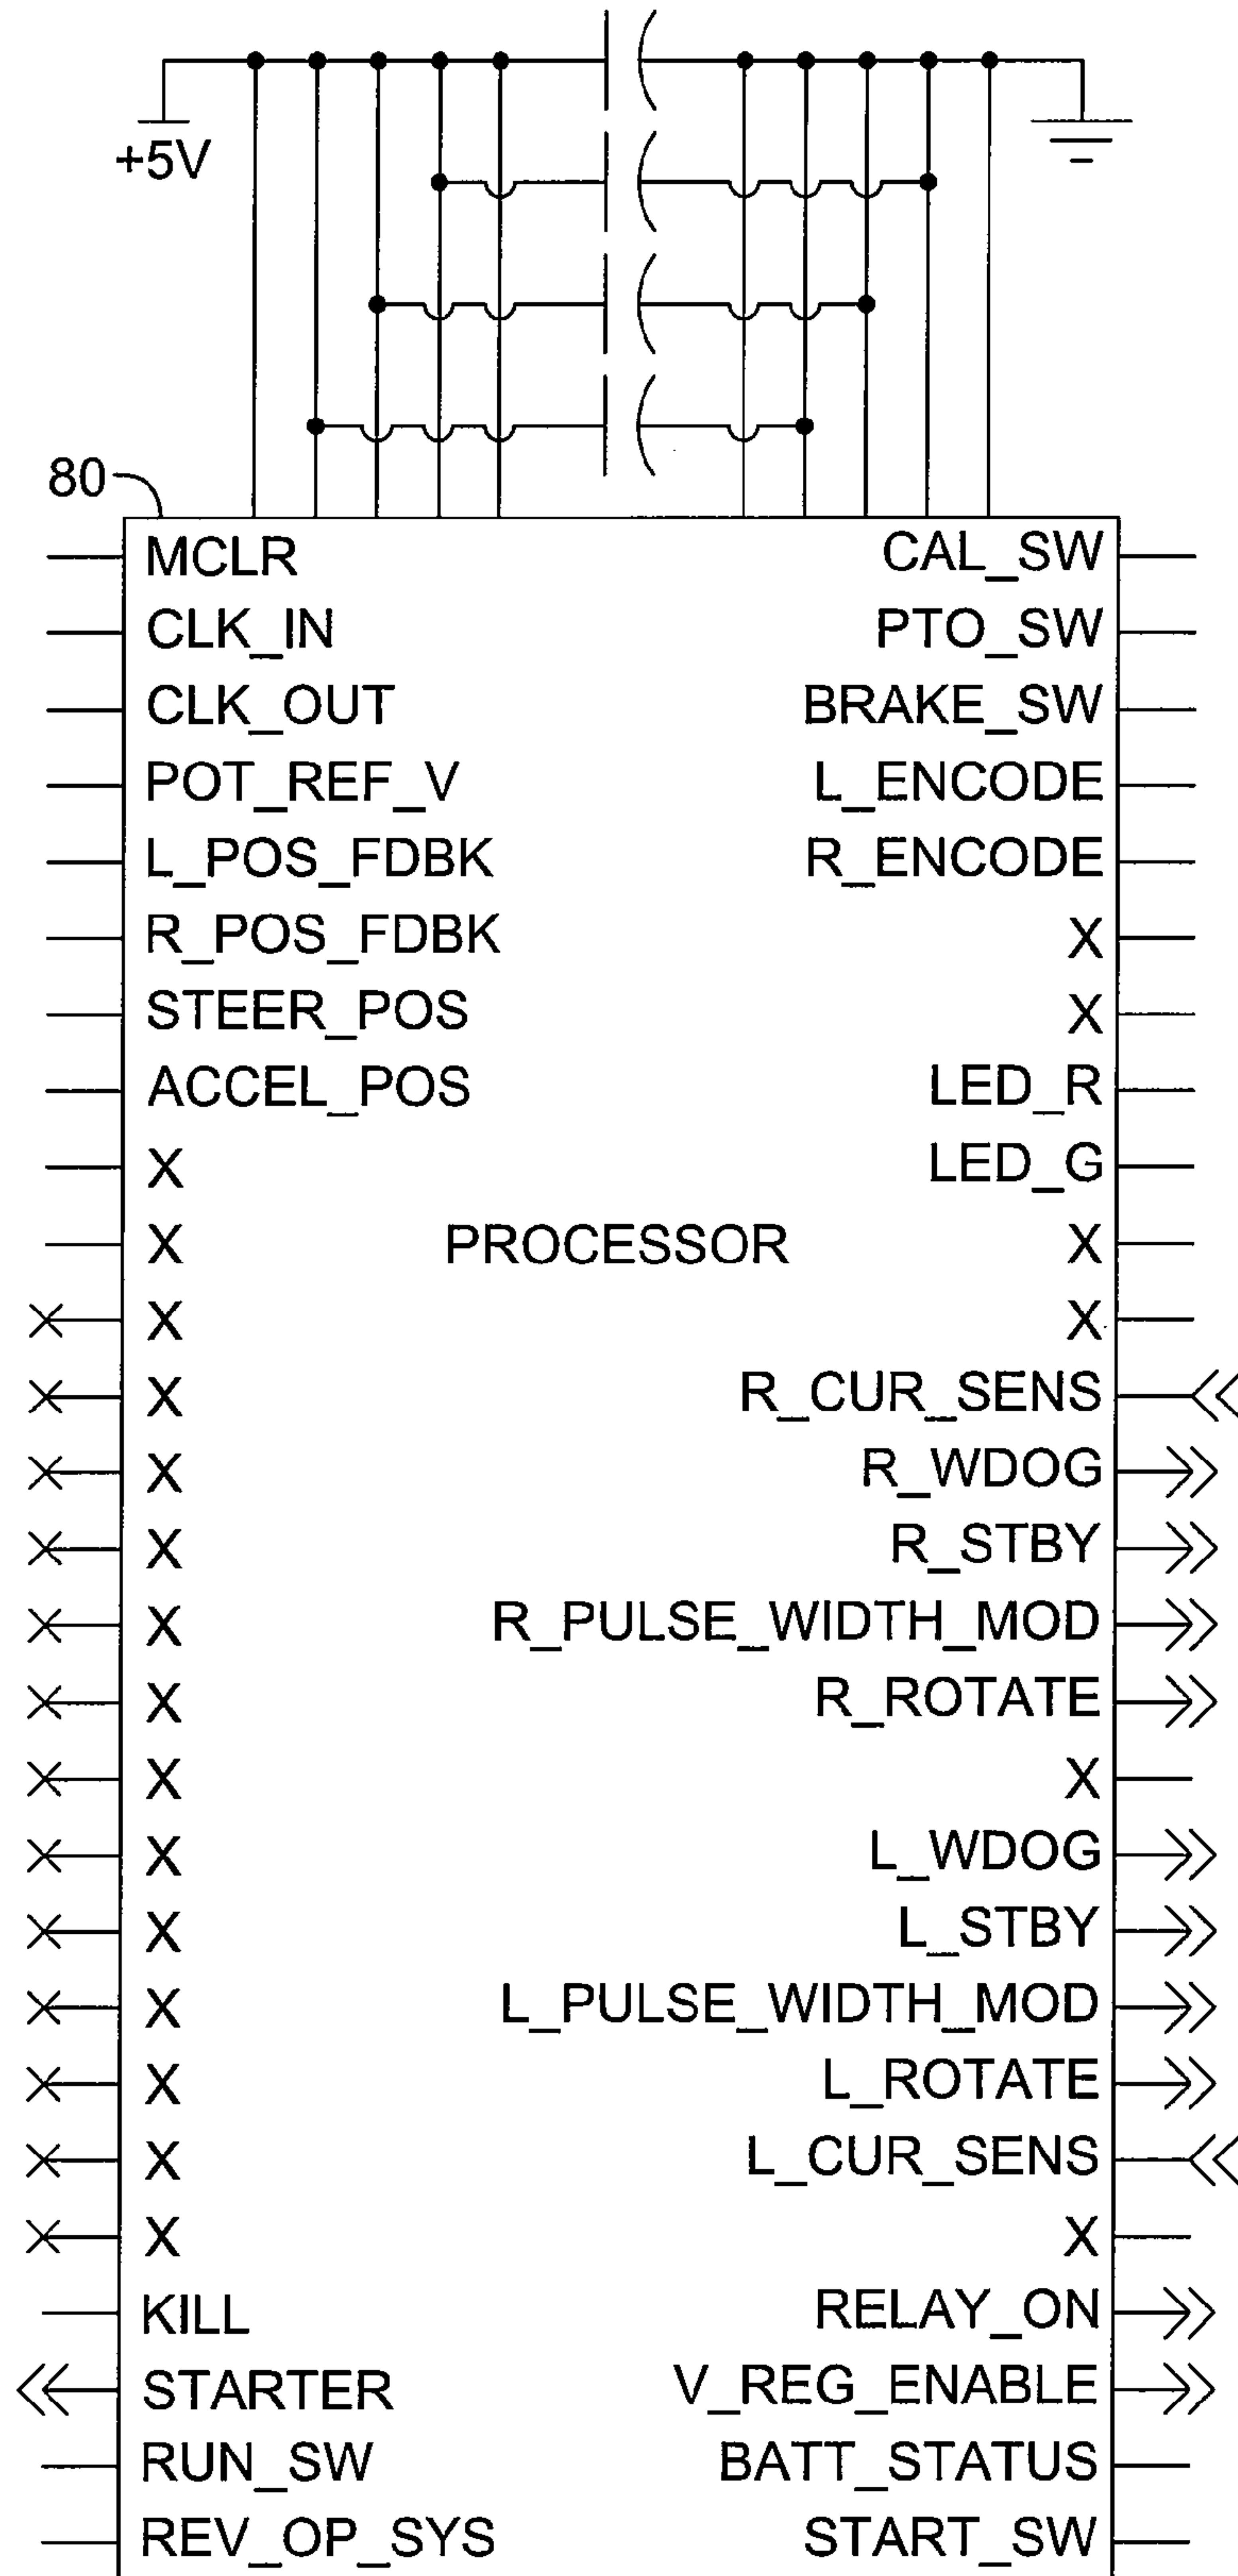 +5V
80
MCLR CAL_SW
CLK_IN PTO_SW
CLK_OUT BRAKE_SW
POT_REF_V L_ENCODE
L_POS_FDBK R_ENCODE
R_POS_FDBK X
STEER_POS X
ACCEL_POS LED_R
X LED_G
X PROCESSOR X
X X
X R_CUR_SENS
X R_WDOG
X R_STBY
X R_PULSE_WIDTH_MOD
X R_ROTATE
X X
X L_WDOG
X L_STBY
X L_PULSE_WIDTH_MOD
X L_ROTATE
X L_CUR_SENS
X X
KILL RELAY_ON
STARTER V_REG_ENABLE
RUN_SW BATT_STATUS
REV_OP_SYS START_SW